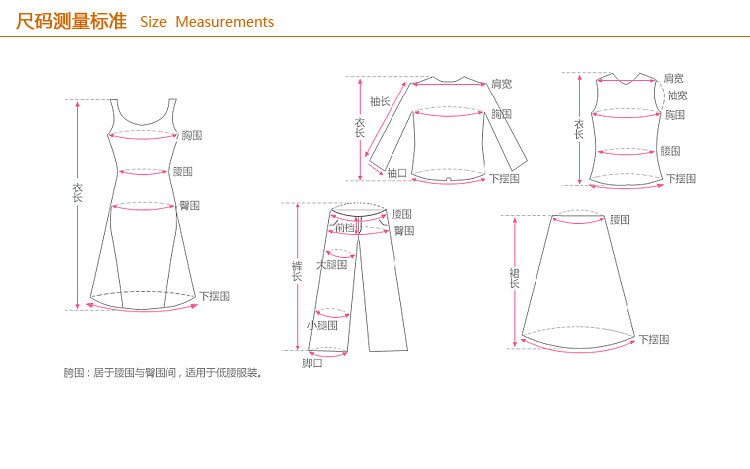 尺码测量标准 Size Measurements
衣长
胸围
腰围
臀围
下摆围
袖长
衣长
肩宽
胸围
袖口
下摆围
衣长
肩宽
袖宽
胸围
腰围
下摆围
裤长
腰围
前裆
臀围
大腿围
小腿围
脚口
裙长
腰围
下摆围
胯围：居于腰围与臀围间，适用于低腰服装。